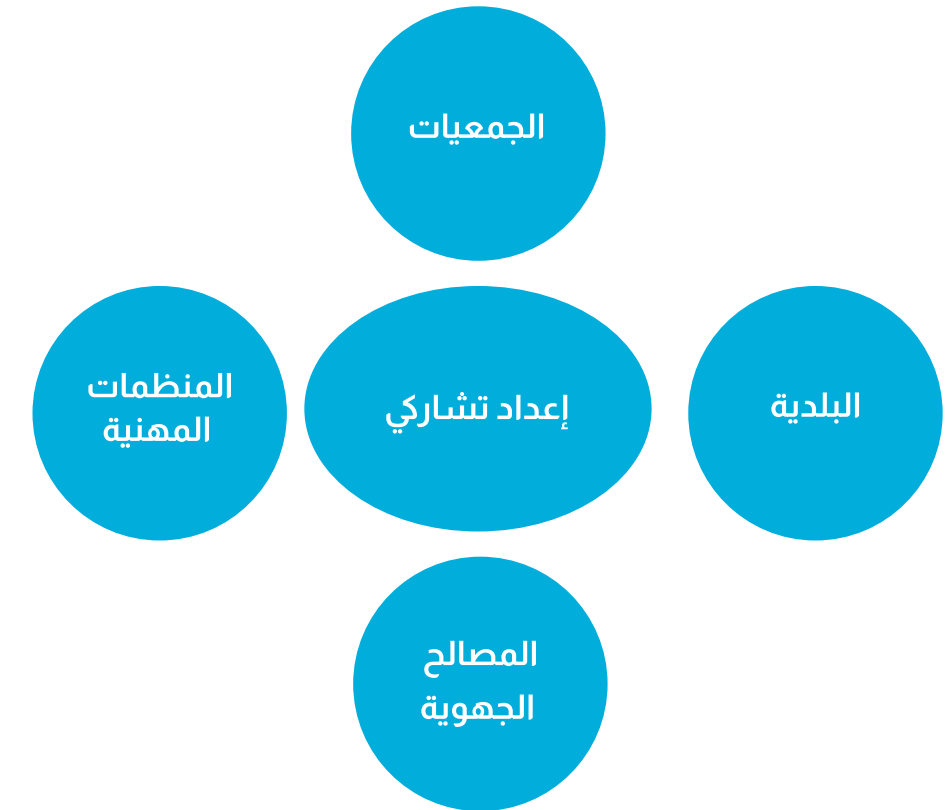 الجمعيات
البلدية
إعداد تشاركي
المنظمات
المهنية
المصالح
الجهوية